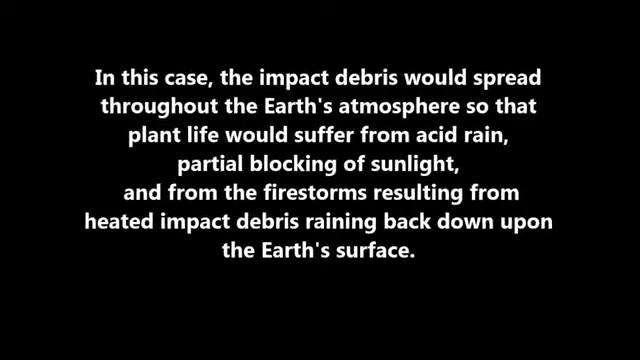 In this case, the impact debris would spread
throughout the Earth's atmosphere so that
plant life would suffer from acid rain,
partial blocking of sunlight,
and from the firestorms resulting from
heated impact debris raining back down upon
the Earth's surface.